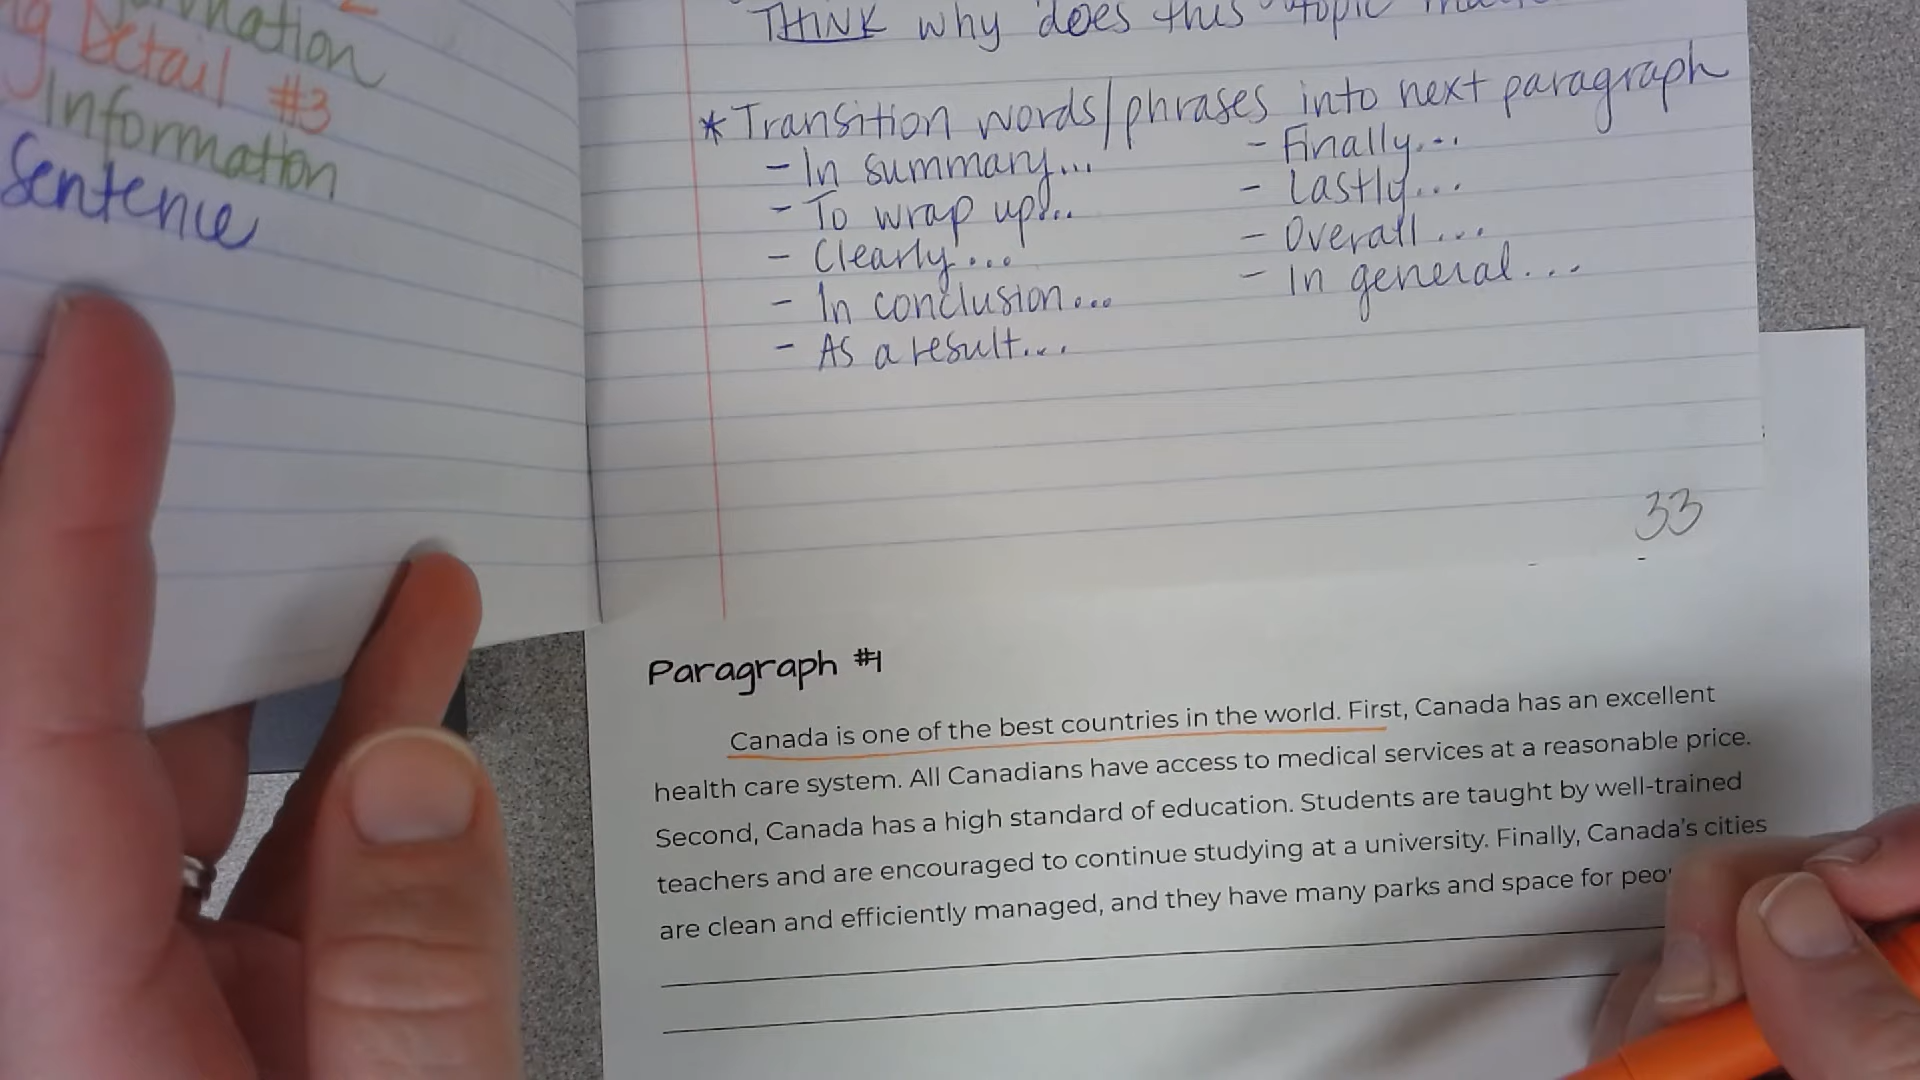 Detail #3
Information
Sentence
THINK why does this topic
* Transition words/phrases into next paragraph
- In summary...
- To wrap up...
- Clearly...
- In conclusion...
- As a result...
- Finally...
- Lastly...
- Overall...
- In general...
33
Paragraph #1
Canada is one of the best countries in the world. First, Canada has an excellent
health care system. All Canadians have access to medical services at a reasonable price.
Second, Canada has a high standard of education. Students are taught by well-trained
teachers and are encouraged to continue studying at a university. Finally, Canada's cities
are clean and efficiently managed, and they have many parks and space for